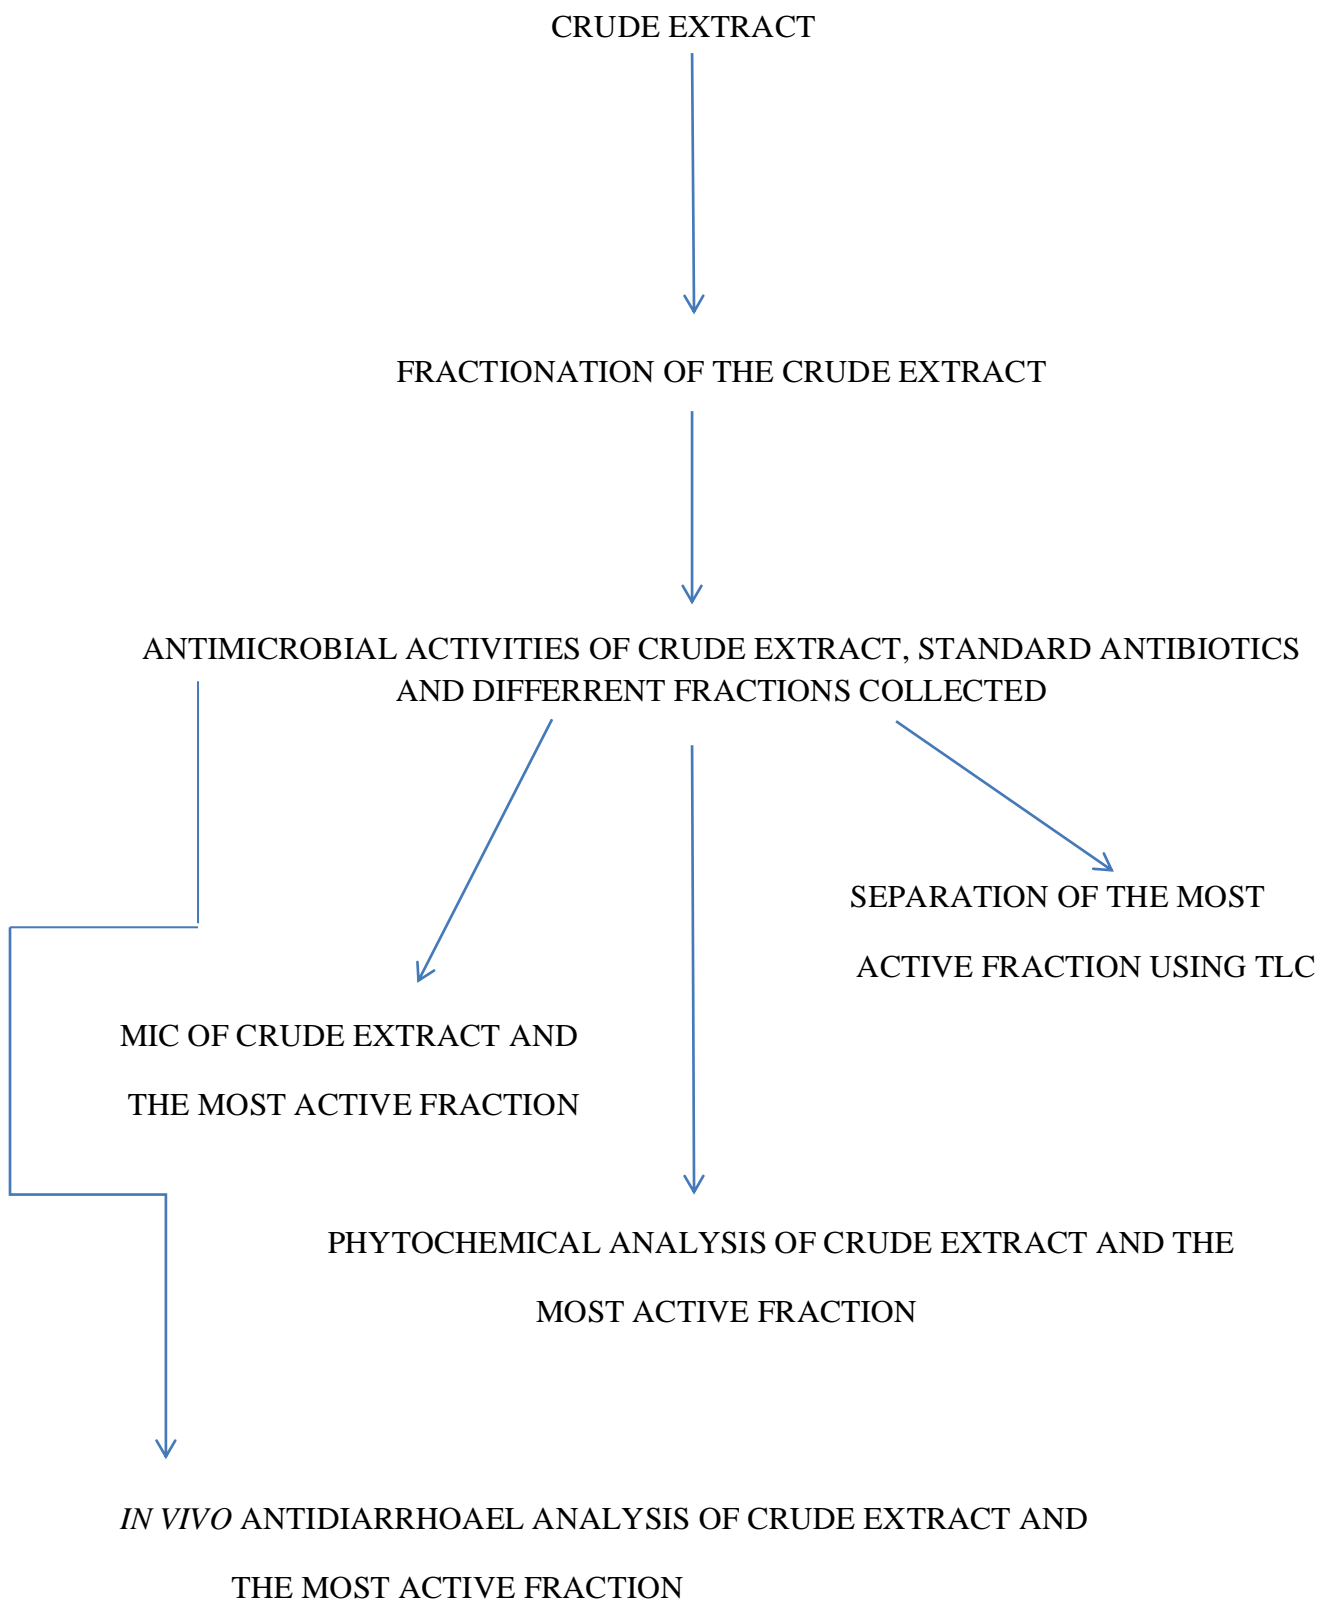 CRUDE EXTRACT
FRACTIONATION OF THE CRUDE EXTRACT
ANTIMICROBIAL ACTIVITIES OF CRUDE EXTRACT, STANDARD ANTIBIOTICS
AND DIFFERRENT FRACTIONS COLLECTED
SEPARATION OF THE MOST
ACTIVE FRACTION USING TLC
MIC OF CRUDE EXTRACT AND
THE MOST ACTIVE FRACTION
PHYTOCHEMICAL ANALYSIS OF CRUDE EXTRACT AND THE
MOST ACTIVE FRACTION
IN VIVO ANTIDIARRHOAEL ANALYSIS OF CRUDE EXTRACT AND
THE MOST ACTIVE FRACTION